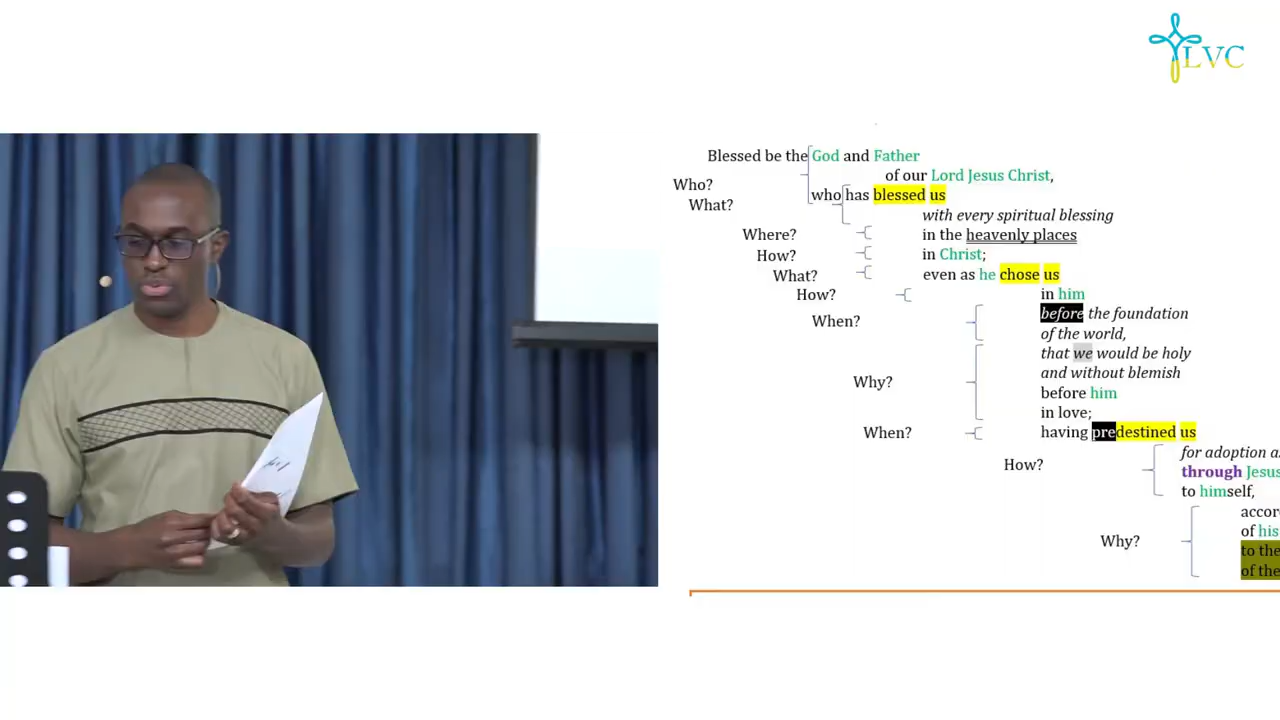 LVC
Blessed be the God and Father
of our Lord Jesus Christ,
Who?
who has blessed us
What?
with every spiritual blessing
Where?
in the heavenly places
How?
in Christ;
What?
even as he chose us
How?
in him
When?
before the foundation
of the world,
that we would be holy
and without blemish
Why?
before him
in love;
When?
having predestined us
for adoption a
How?
through Jesus
to himself,
accor
of his
Why?
to the
of the